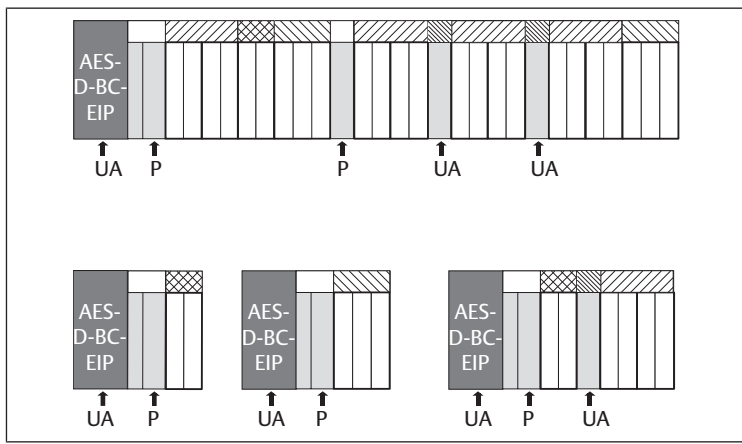 AES-
D-BC-
EIP
UA P P UA UA
AES-
D-BC-
EIP
UA P
AES-
D-BC-
EIP
UA P
AES-
D-BC-
EIP
UA P UA